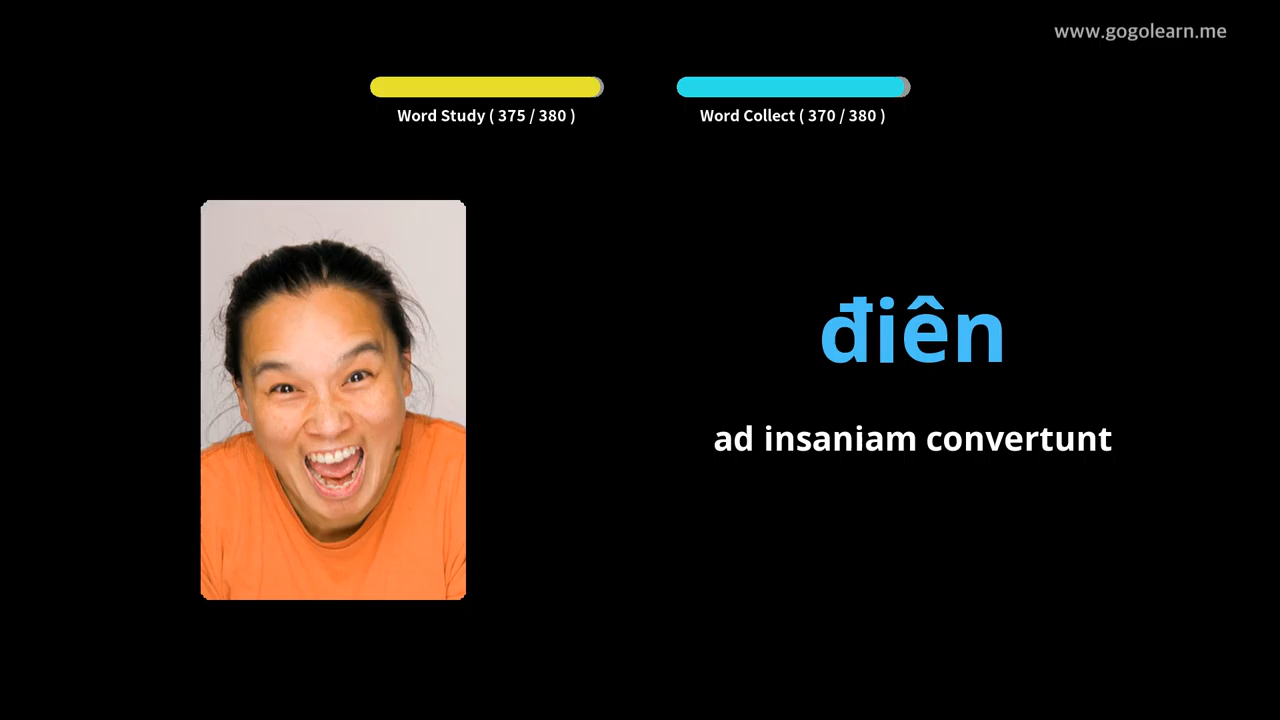 www.gogolearn.me
Word Study ( 375 / 380 )
Word Collect ( 370 / 380 )
điên
ad insaniam convertunt